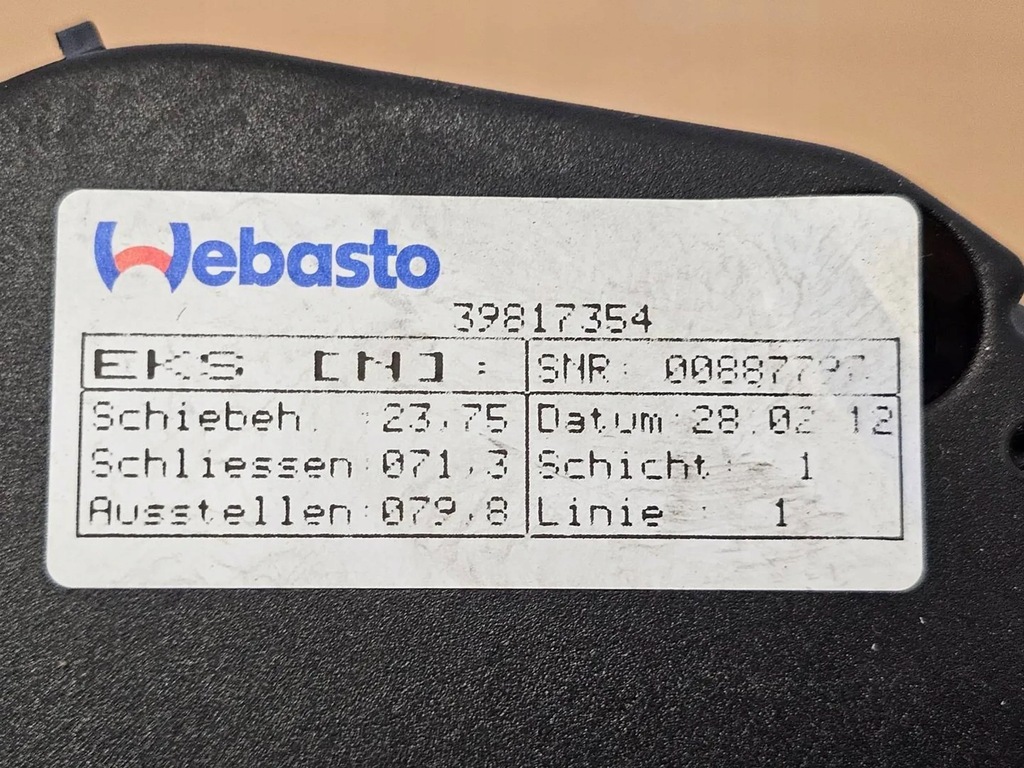 Webasto
39817354
EKS [N]: SNR:
Schiebeh. :23,75 Datum:28.02.12
Schliessen:071,3 Schicht: 1
Ausstellen:079,8 Linie : 1